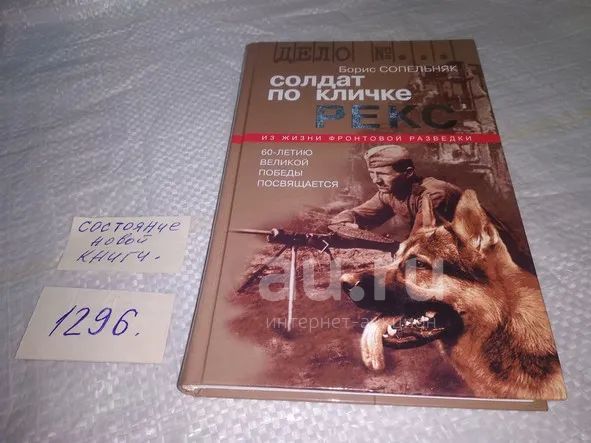 ДЕЛО №...
Борис СОПЕЛЬНЯК
СОЛДАТ
ПО КЛИЧКЕ
РЕКС
ИЗ ЖИЗНИ ФРОНТОВОЙ РАЗВЕДКИ
60-ЛЕТИЮ
ВЕЛИКОЙ
ПОБЕДЫ
ПОСВЯЩАЕТСЯ
состояние
новой
книги.
1296.
au.ru
интернет-аукцион